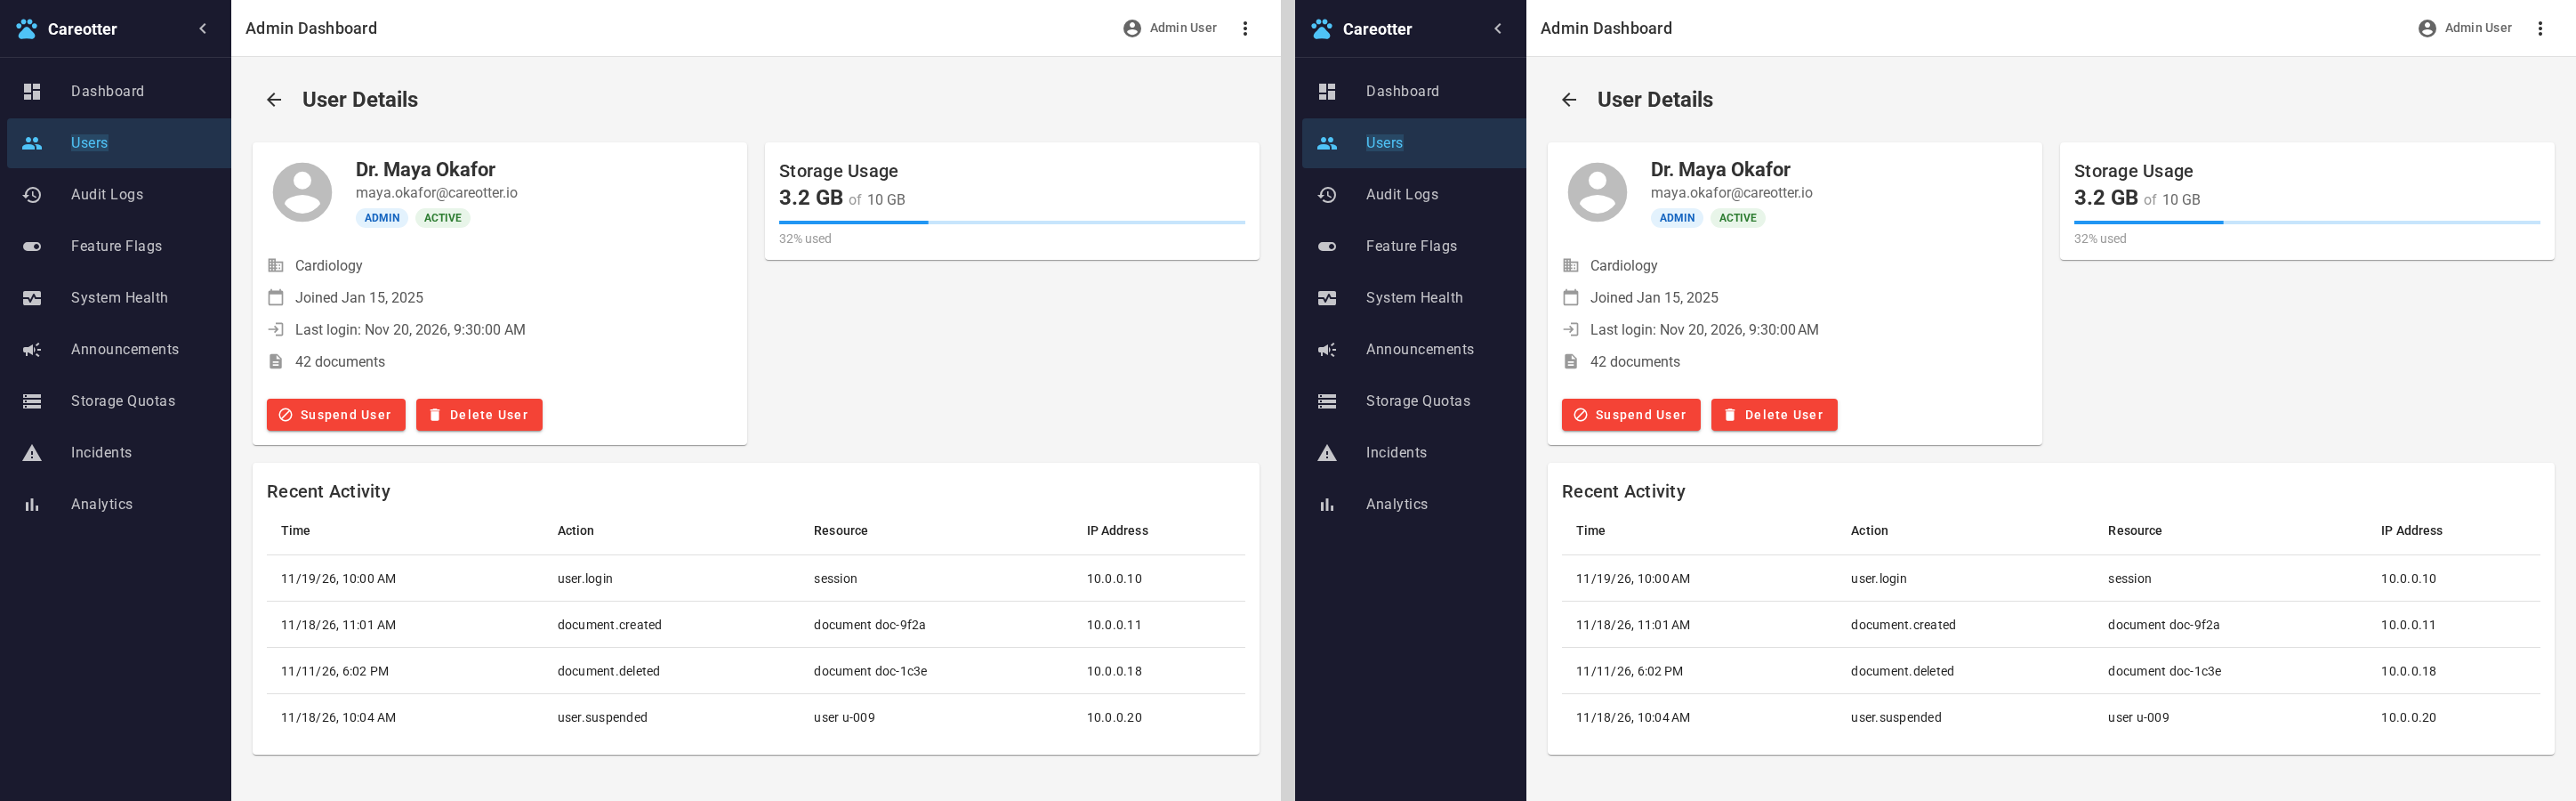 Careotter
Admin Dashboard
Admin User
Dashboard
Users
Audit Logs
Feature Flags
System Health
Announcements
Storage Quotas
Incidents
Analytics
User Details
Dr. Maya Okafor
maya.okafor@careotter.io
ADMIN ACTIVE
Cardiology
Joined Jan 15, 2025
Last login: Nov 20, 2026, 9:30:00 AM
42 documents
Suspend User Delete User
Storage Usage
3.2 GB of 10 GB
32% used
Recent Activity
Time Action Resource IP Address
11/19/26, 10:00 AM user.login session 10.0.0.10
11/18/26, 11:01 AM document.created document doc-9f2a 10.0.0.11
11/11/26, 6:02 PM document.deleted document doc-1c3e 10.0.0.18
11/18/26, 10:04 AM user.suspended user u-009 10.0.0.20
Careotter
Admin Dashboard
Admin User
Dashboard
Users
Audit Logs
Feature Flags
System Health
Announcements
Storage Quotas
Incidents
Analytics
User Details
Dr. Maya Okafor
maya.okafor@careotter.io
ADMIN ACTIVE
Cardiology
Joined Jan 15, 2025
Last login: Nov 20, 2026, 9:30:00 AM
42 documents
Suspend User Delete User
Storage Usage
3.2 GB of 10 GB
32% used
Recent Activity
Time Action Resource IP Address
11/19/26, 10:00 AM user.login session 10.0.0.10
11/18/26, 11:01 AM document.created document doc-9f2a 10.0.0.11
11/11/26, 6:02 PM document.deleted document doc-1c3e 10.0.0.18
11/18/26, 10:04 AM user.suspended user u-009 10.0.0.20